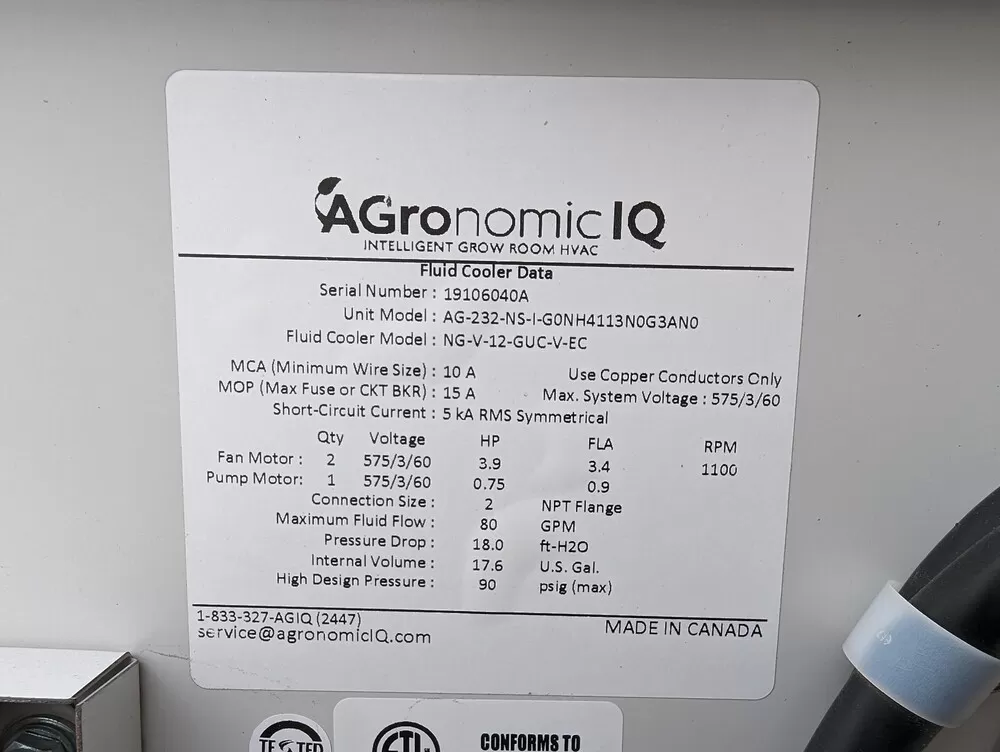 AGronomic IQ
INTELLIGENT GROW ROOM HVAC
Fluid Cooler Data
Serial Number : 19106040A
Unit Model : AG-232-NS-I-G0NH4113N0G3AN0
Fluid Cooler Model : NG-V-12-GUC-V-EC
MCA (Minimum Wire Size) : 10 A Use Copper Conductors Only
MOP (Max Fuse or CKT BKR) : 15 A Max. System Voltage : 575/3/60
Short-Circuit Current : 5 kA RMS Symmetrical
Qty Voltage HP FLA RPM
Fan Motor : 2 575/3/60 3.9 3.4 1100
Pump Motor: 1 575/3/60 0.75 0.9
Connection Size : 2 NPT Flange
Maximum Fluid Flow : 80 GPM
Pressure Drop : 18.0 ft-H2O
Internal Volume : 17.6 U.S. Gal.
High Design Pressure : 90 psig (max)
1-833-327-AGIQ (2447)
service@agronomicIQ.com MADE IN CANADA
TESTED
ETL CONFORMS TO